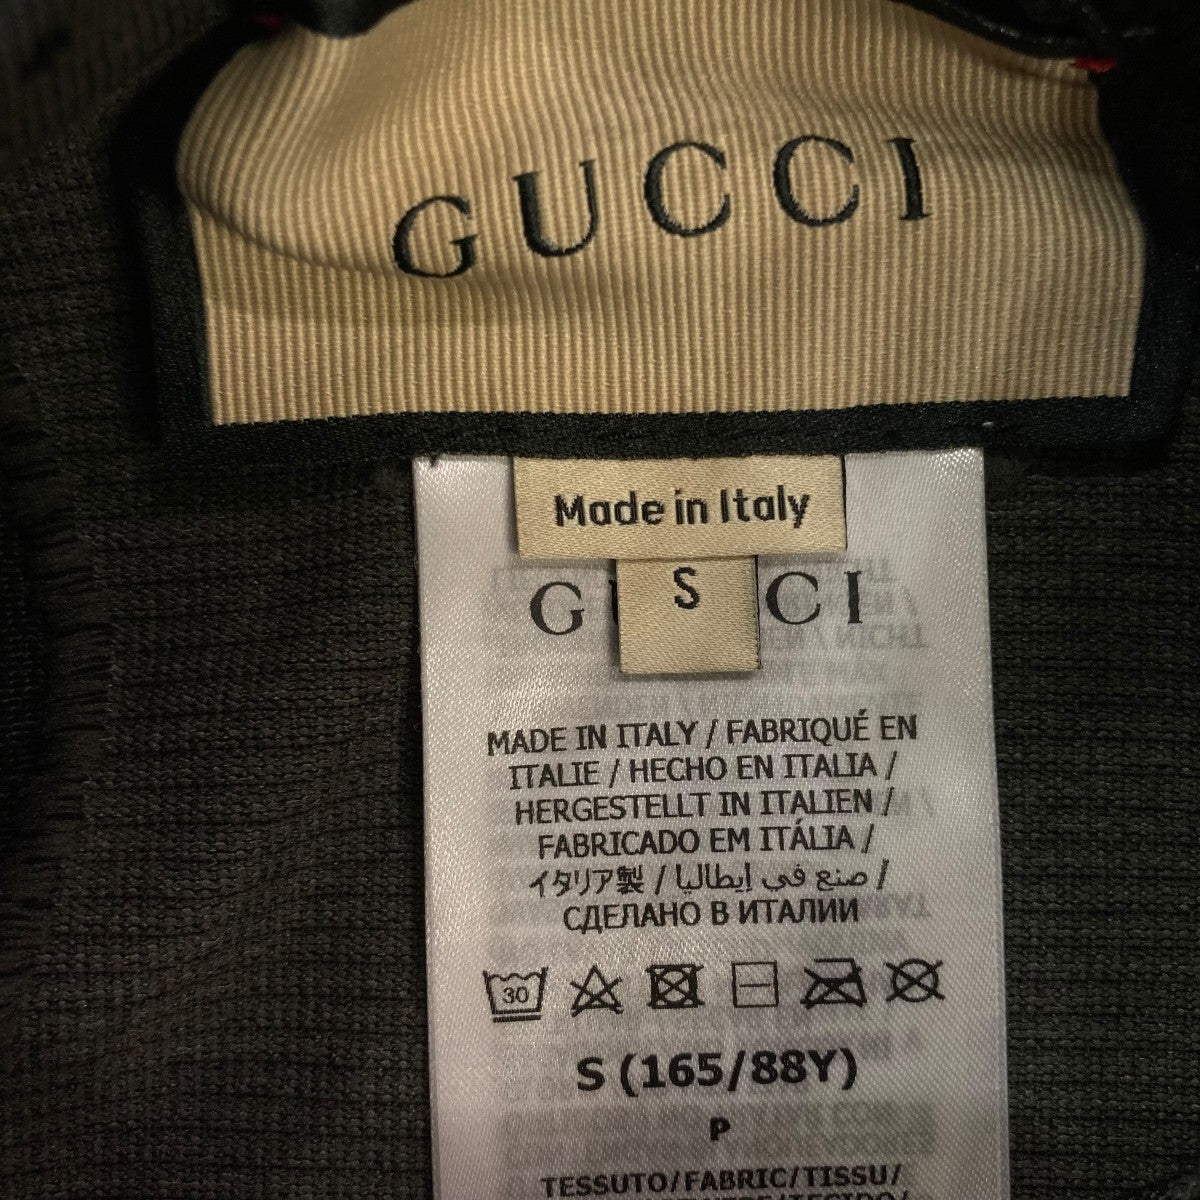 GUCCI
Made in Italy
S
G CI
MADE IN ITALY / FABRIQUÉ EN
ITALIE / HECHO EN ITALIA /
HERGESTELLT IN ITALIEN /
FABRICADO EM ITÁLIA /
イタリア製 / صنع في إيطاليا /
СДЕЛАНО В ИТАЛИИ
30
S (165/88Y)
P
TESSUTO/FABRIC/TISSU/